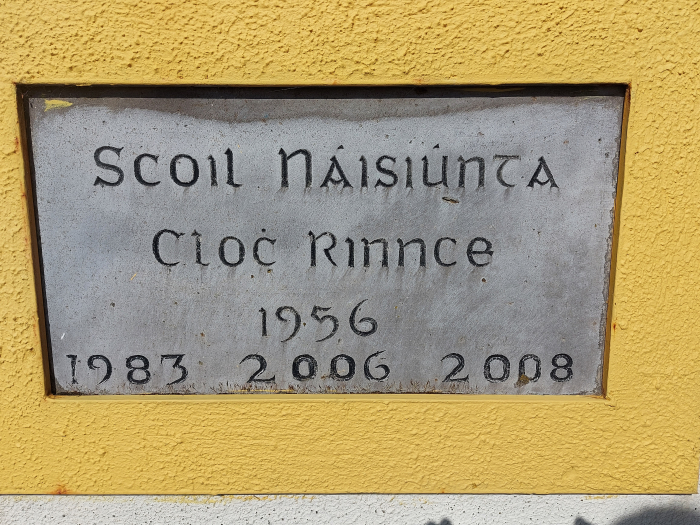 Scoil Náisiúnta
Cloċ Rinnce
1956
1983 2006 2008